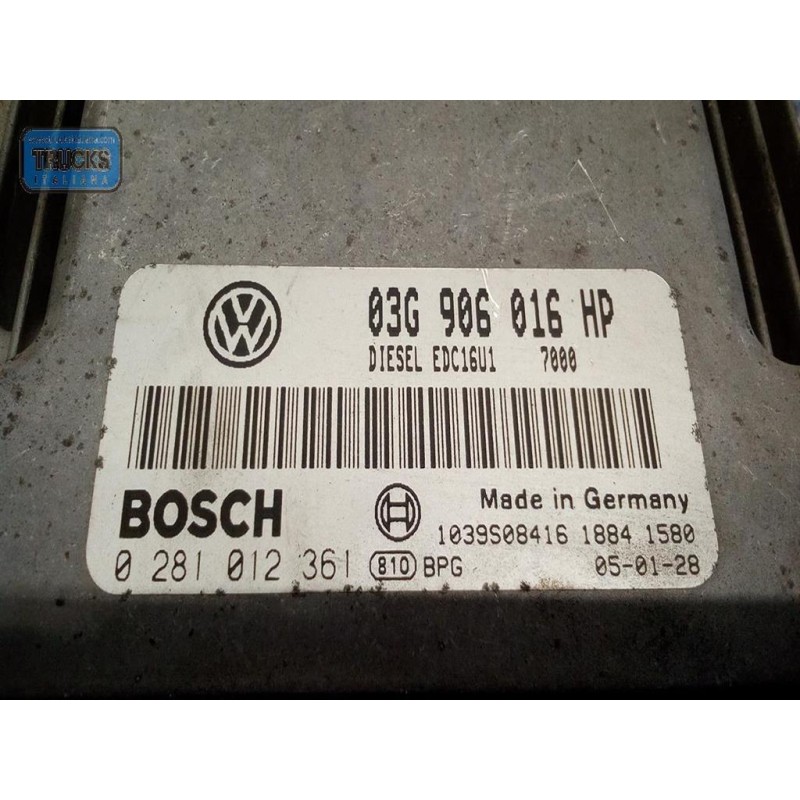 TRUCKS
ITALIANA
03G 906 016 HP
DIESEL EDC16U1 7000
BOSCH
Made in Germany
1039S08416 1884 1580
0 281 012 361 810 BPG 05-01-28